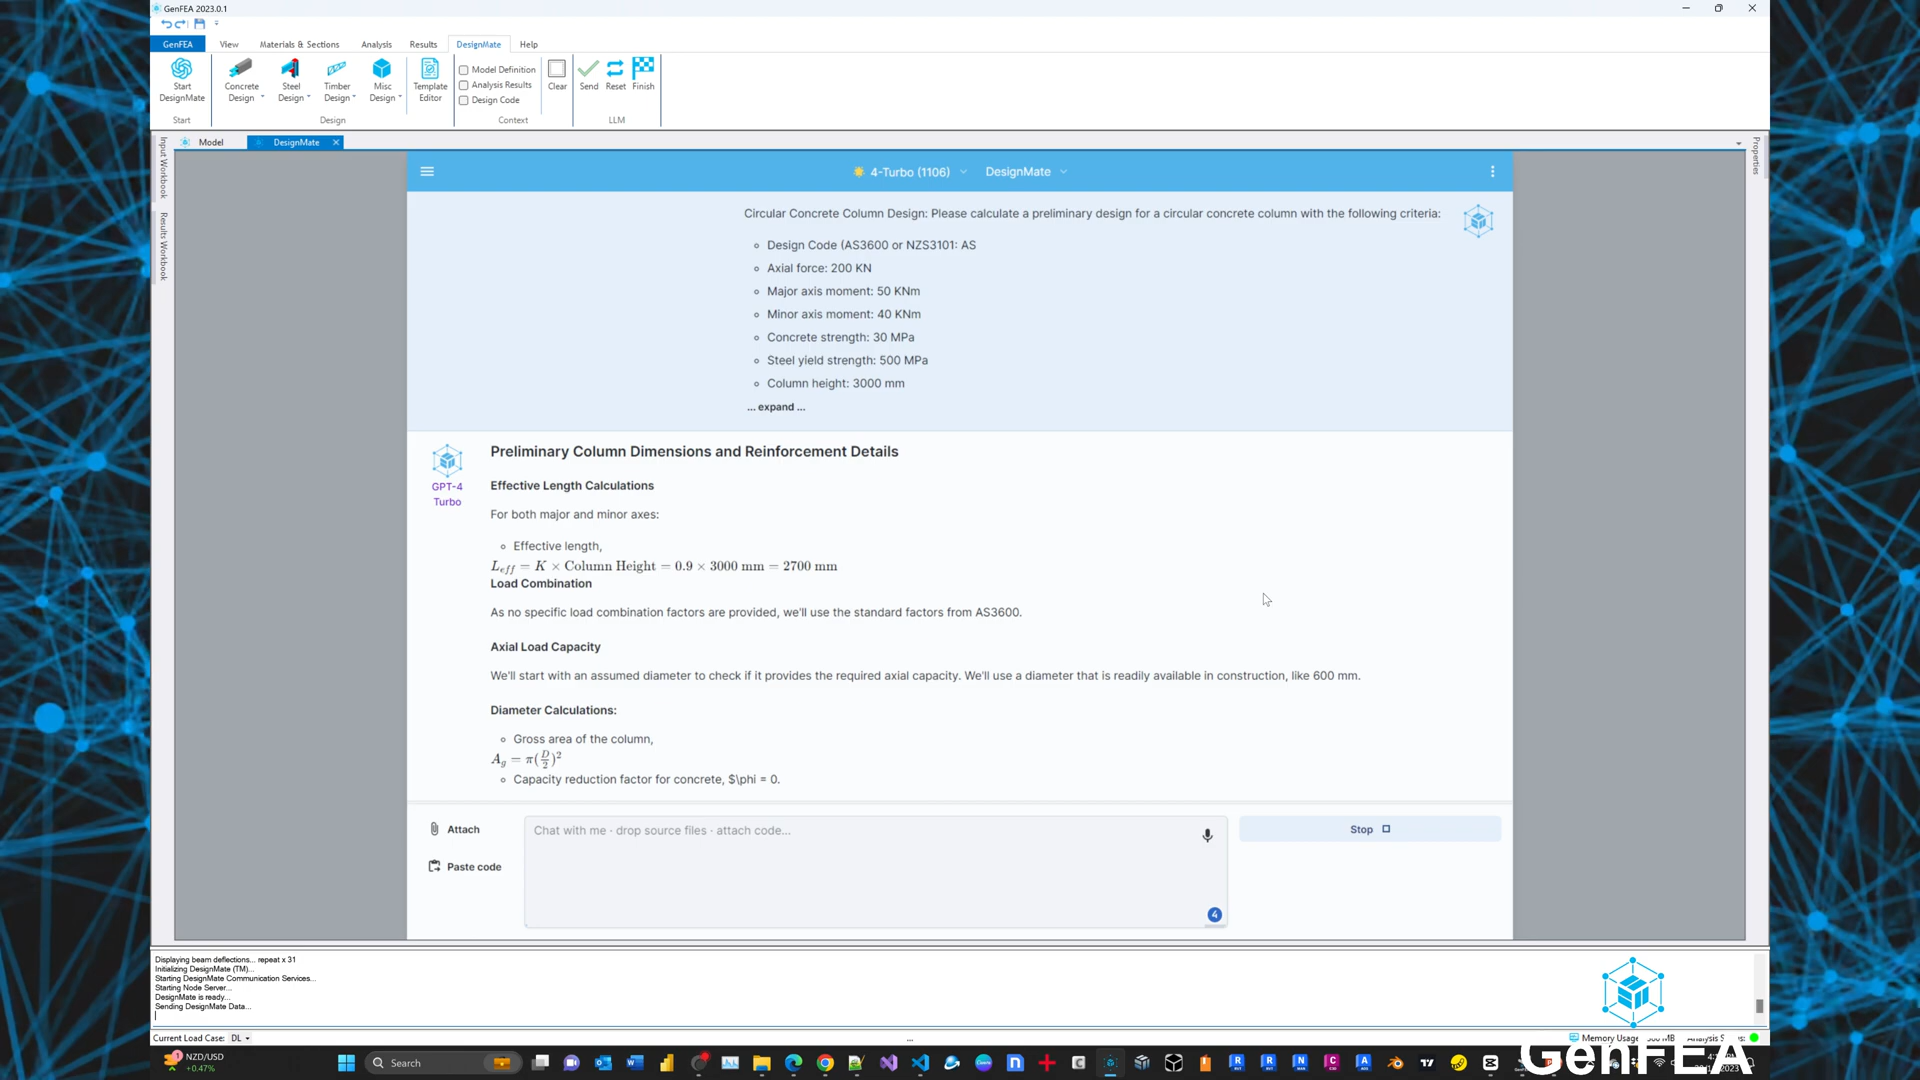 GenFEA 2023.0.1
GenFEA View Materials & Sections Analysis Results DesignMate Help
Start DesignMate
Concrete Design
Steel Design
Timber Design
Misc Design
Template Editor
Model Definition
Analysis Results
Design Code
Clear
Send
Reset
Finish
Start Design Context LLM
Input Workbook
Results Workbook
Properties
Model DesignMate
4-Turbo (1106) DesignMate
Circular Concrete Column Design: Please calculate a preliminary design for a circular concrete column with the following criteria:
Design Code (AS3600 or NZS3101: AS
Axial force: 200 KN
Major axis moment: 50 KNm
Minor axis moment: 40 KNm
Concrete strength: 30 MPa
Steel yield strength: 500 MPa
Column height: 3000 mm
... expand ...
GPT-4
Turbo
Preliminary Column Dimensions and Reinforcement Details
Effective Length Calculations
For both major and minor axes:
Effective length,
L_eff = K × Column Height = 0.9 × 3000 mm = 2700 mm
Load Combination
As no specific load combination factors are provided, we'll use the standard factors from AS3600.
Axial Load Capacity
We'll start with an assumed diameter to check if it provides the required axial capacity. We'll use a diameter that is readily available in construction, like 600 mm.
Diameter Calculations:
Gross area of the column,
A_g = π(D/2)²
Capacity reduction factor for concrete, $\phi = 0.
Attach
Paste code
Chat with me · drop source files · attach code...
4
Stop
Displaying beam deflections... repeat x 31
Initializing DesignMate (TM)...
Starting DesignMate Communication Services...
Starting Node Server...
DesignMate is ready...
Sending DesignMate Data...
Current Load Case: DL
...
Memory Usage
NZD/USD
+0.47%
Search
GenFEA